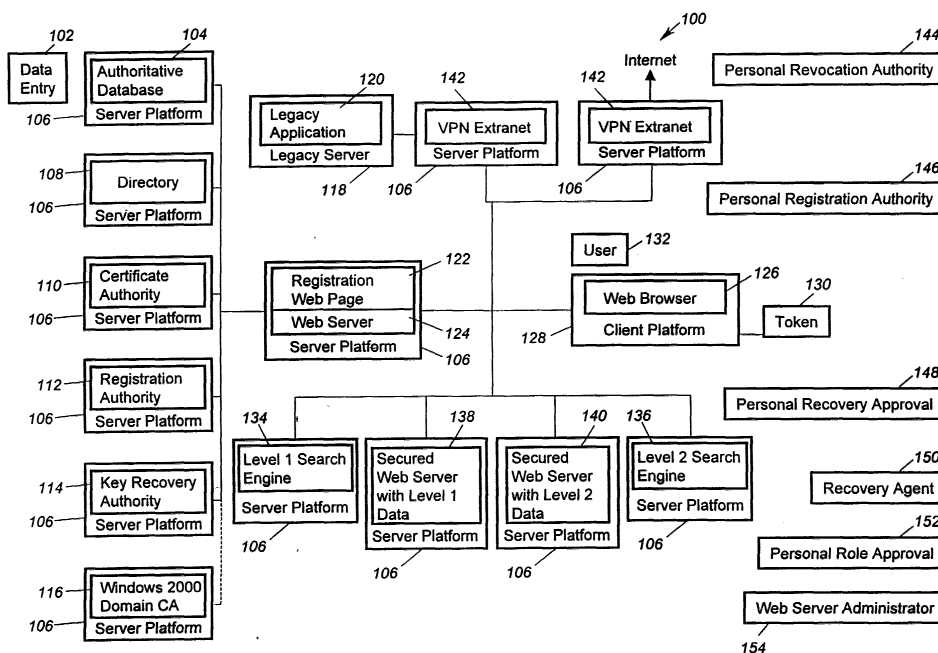 100
102
Data
Entry
104
Authoritative
Database
106
Server Platform
108
Directory
106
Server Platform
110
Certificate
Authority
106
Server Platform
112
Registration
Authority
106
Server Platform
114
Key Recovery
Authority
106
Server Platform
116
Windows 2000
Domain CA
106
Server Platform
120
Legacy
Application
Legacy Server
118
142
VPN Extranet
Server Platform
106
Internet
142
VPN Extranet
Server Platform
106
122
Registration
Web Page
Web Server
124
Server Platform
106
User
132
126
Web Browser
128
Client Platform
130
Token
134
Level 1 Search
Engine
Server Platform
106
138
Secured
Web Server
with Level 1
Data
Server Platform
106
140
Secured
Web Server
with Level 2
Data
Server Platform
106
136
Level 2 Search
Engine
Server Platform
106
144
Personal Revocation Authority
146
Personal Registration Authority
148
Personal Recovery Approval
150
Recovery Agent
152
Personal Role Approval
Web Server Administrator
154